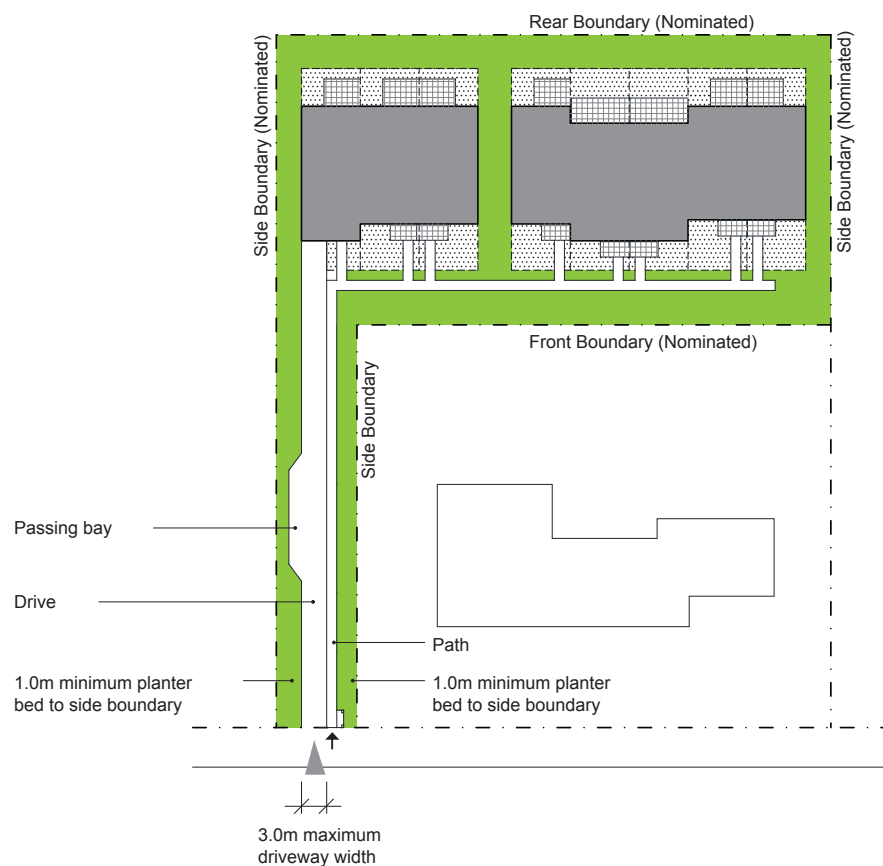 Rear Boundary (Nominated)
Side Boundary (Nominated)
Side Boundary (Nominated)
Front Boundary (Nominated)
Side Boundary
Passing bay
Drive
Path
1.0m minimum planter
bed to side boundary
1.0m minimum planter
bed to side boundary
3.0m maximum
driveway width